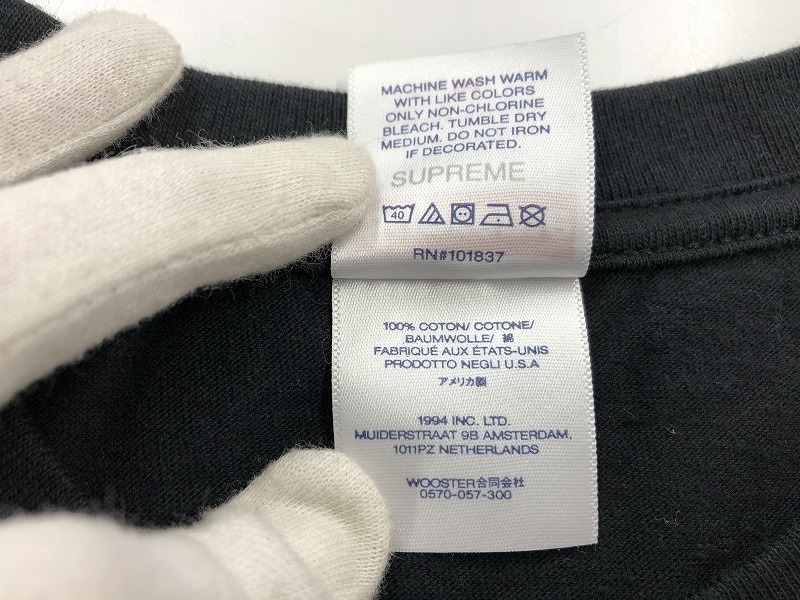 MACHINE WASH WARM
WITH LIKE COLORS
ONLY NON-CHLORINE
BLEACH. TUMBLE DRY
MEDIUM. DO NOT IRON
IF DECORATED.
SUPREME
40
RN#101837
100% COTON/ COTONE/
BAUMWOLLE/ 綿
FABRIQUÉ AUX ÉTATS-UNIS
PRODOTTO NEGLI U.S.A
アメリカ製
1994 INC. LTD.
MUIDERSTRAAT 9B AMSTERDAM,
1011PZ NETHERLANDS
WOOSTER合同会社
0570-057-300